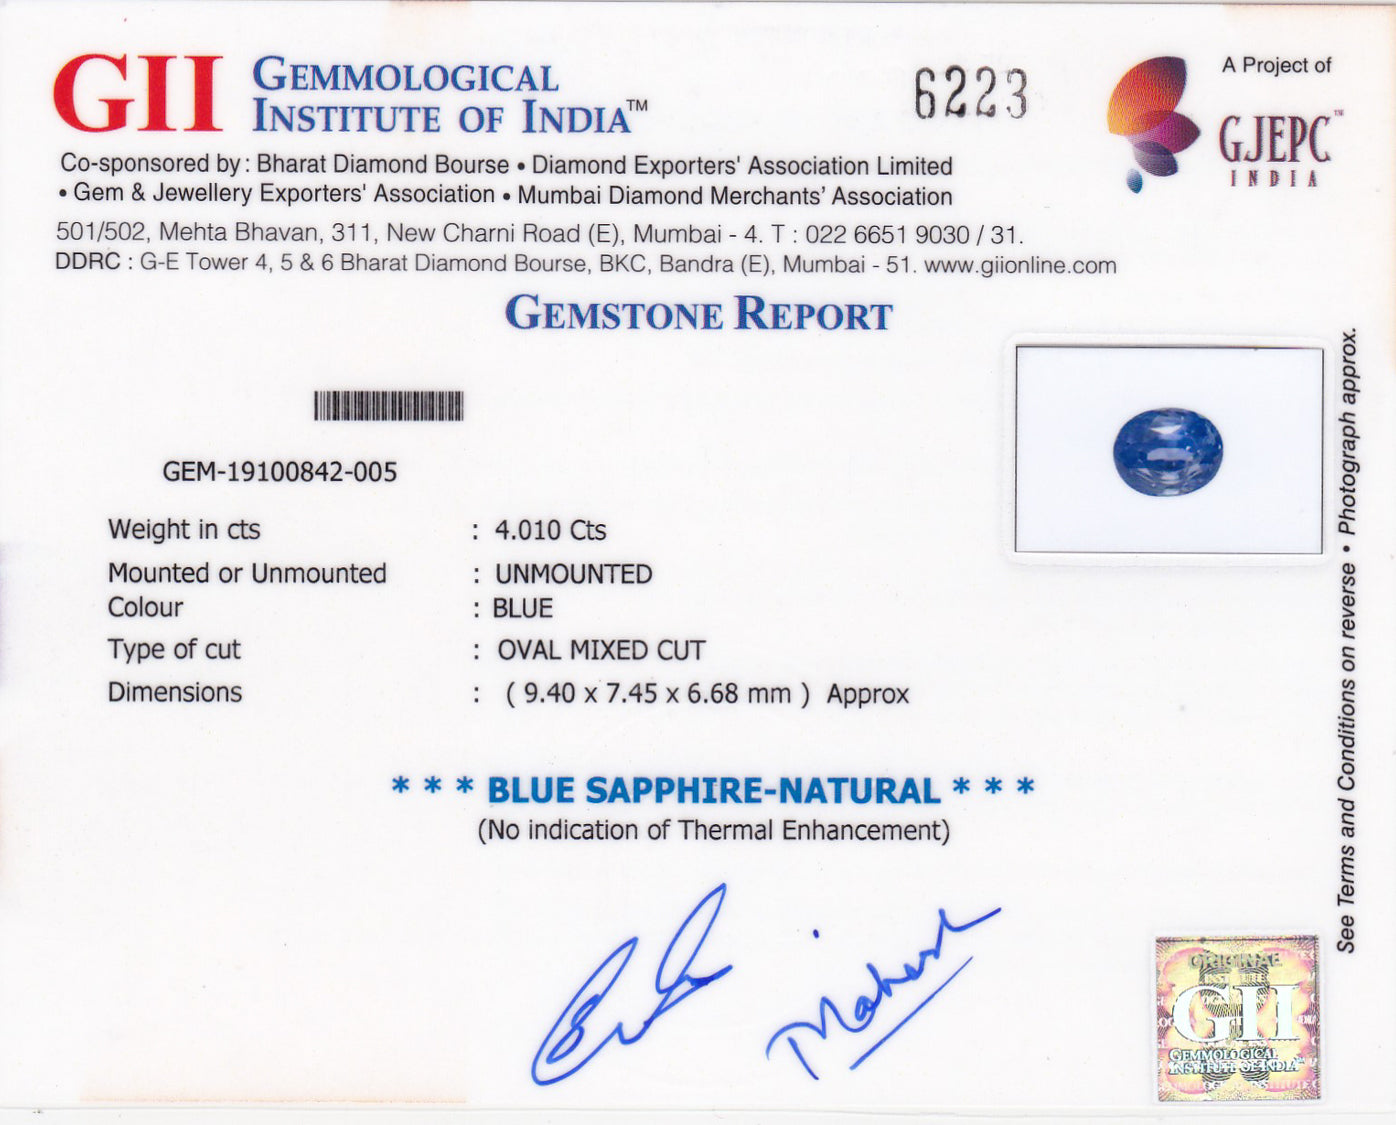 GII GEMMOLOGICAL INSTITUTE OF INDIA™
6223
A Project of
GJEPC™
INDIA
Co-sponsored by : Bharat Diamond Bourse • Diamond Exporters' Association Limited
• Gem & Jewellery Exporters' Association • Mumbai Diamond Merchants' Association
501/502, Mehta Bhavan, 311, New Charni Road (E), Mumbai - 4. T : 022 6651 9030 / 31.
DDRC : G-E Tower 4, 5 & 6 Bharat Diamond Bourse, BKC, Bandra (E), Mumbai - 51. www.giionline.com
GEMSTONE REPORT
GEM-19100842-005
Weight in cts : 4.010 Cts
Mounted or Unmounted : UNMOUNTED
Colour : BLUE
Type of cut : OVAL MIXED CUT
Dimensions : ( 9.40 x 7.45 x 6.68 mm ) Approx
* * * BLUE SAPPHIRE-NATURAL * * *
(No indication of Thermal Enhancement)
Mahesh
See Terms and Conditions on reverse • Photograph approx.
ORIGINAL
GII
GEMMOLOGICAL
INSTITUTE OF INDIA